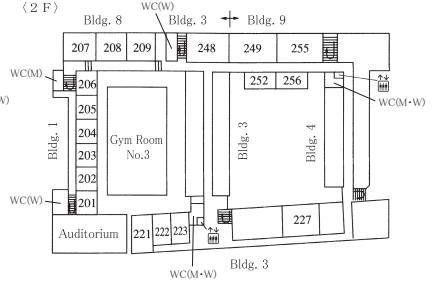 〈2F〉
WC(W)
Bldg. 8
Bldg. 3
Bldg. 9
207
208
209
248
249
255
WC(M)
206
252
256
WC(M・W)
W)
205
Bldg. 1
204
203
202
201
Gym Room
No.3
Bldg. 3
Bldg. 4
WC(W)
Auditorium
221
222
223
227
WC(M・W)
Bldg. 3